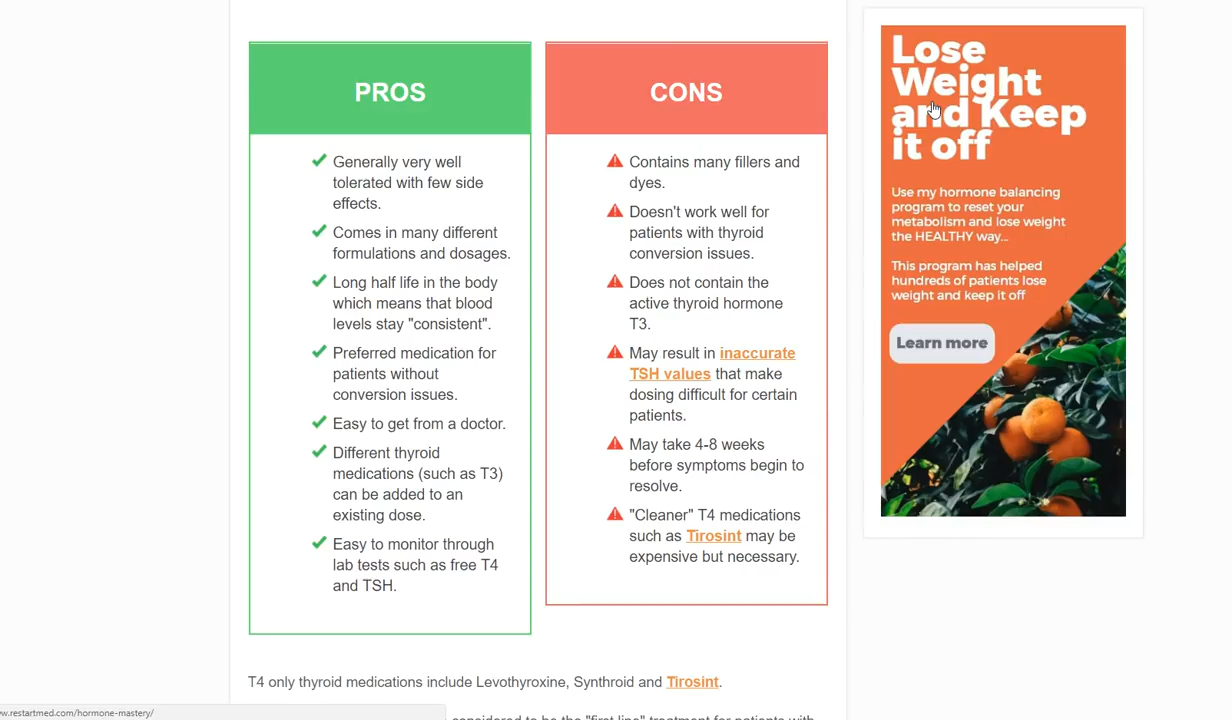 PROS
Generally very well
tolerated with few side
effects.
Comes in many different
formulations and dosages.
Long half life in the body
which means that blood
levels stay "consistent".
Preferred medication for
patients without
conversion issues.
Easy to get from a doctor.
Different thyroid
medications (such as T3)
can be added to an
existing dose.
Easy to monitor through
lab tests such as free T4
and TSH.
CONS
Contains many fillers and
dyes.
Doesn't work well for
patients with thyroid
conversion issues.
Does not contain the
active thyroid hormone
T3.
May result in inaccurate
TSH values that make
dosing difficult for certain
patients.
May take 4-8 weeks
before symptoms begin to
resolve.
"Cleaner" T4 medications
such as Tirosint may be
expensive but necessary.
T4 only thyroid medications include Levothyroxine, Synthroid and Tirosint.
considered to be the "first line" treatment for patients with
Lose
Weight
and Keep
it off
Use my hormone balancing
program to reset your
metabolism and lose weight
the HEALTHY way...
This program has helped
hundreds of patients lose
weight and keep it off
Learn more
w.restartmed.com/hormone-mastery/